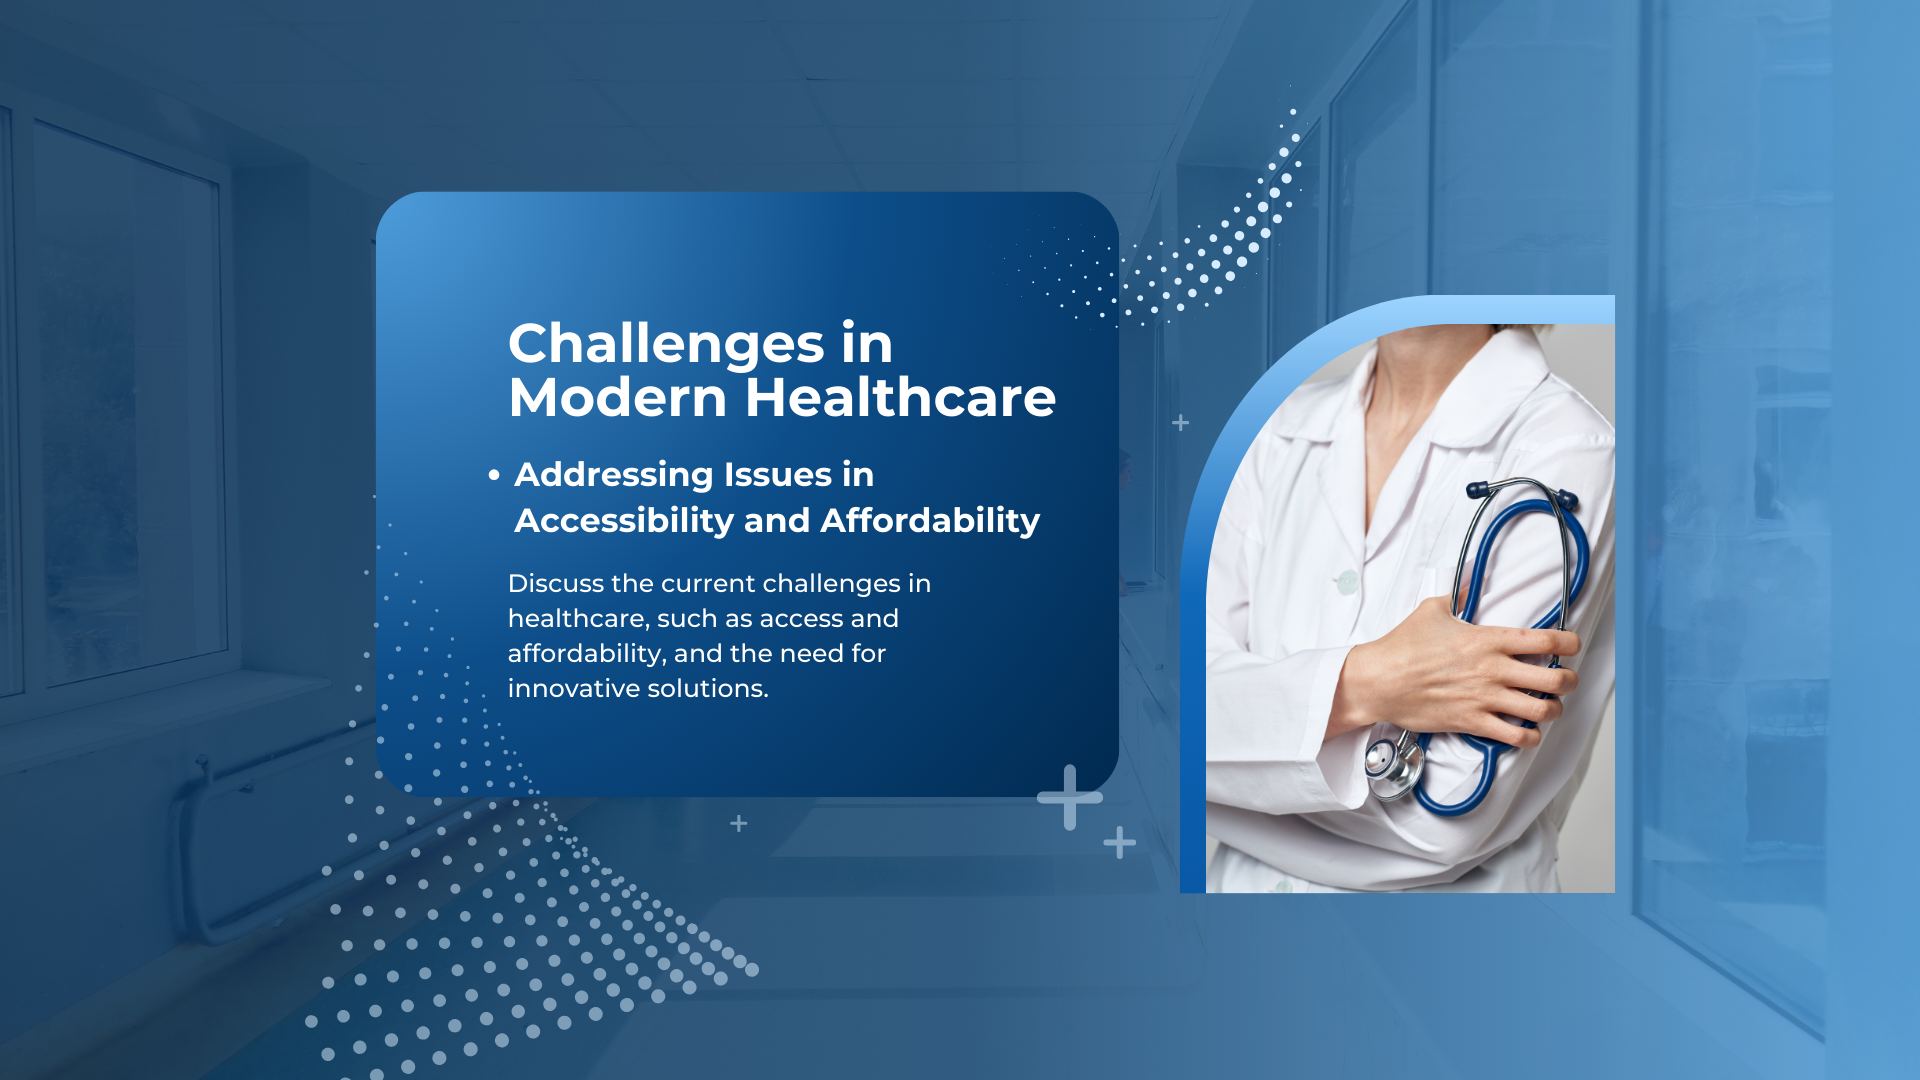 Challenges in
Modern Healthcare
• Addressing Issues in
Accessibility and Affordability
Discuss the current challenges in
healthcare, such as access and
affordability, and the need for
innovative solutions.